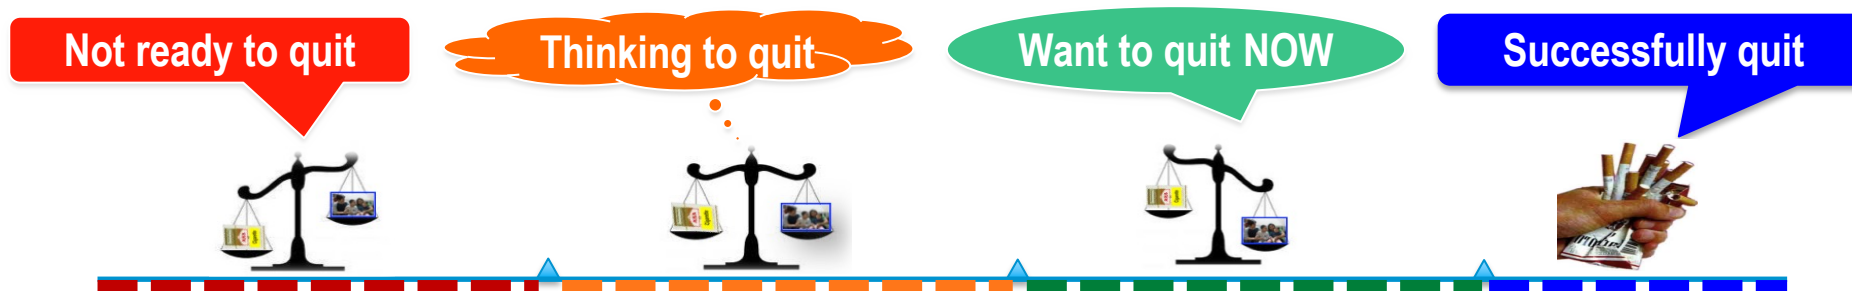 Not ready to quit
Thinking to quit
Want to quit NOW
Successfully quit